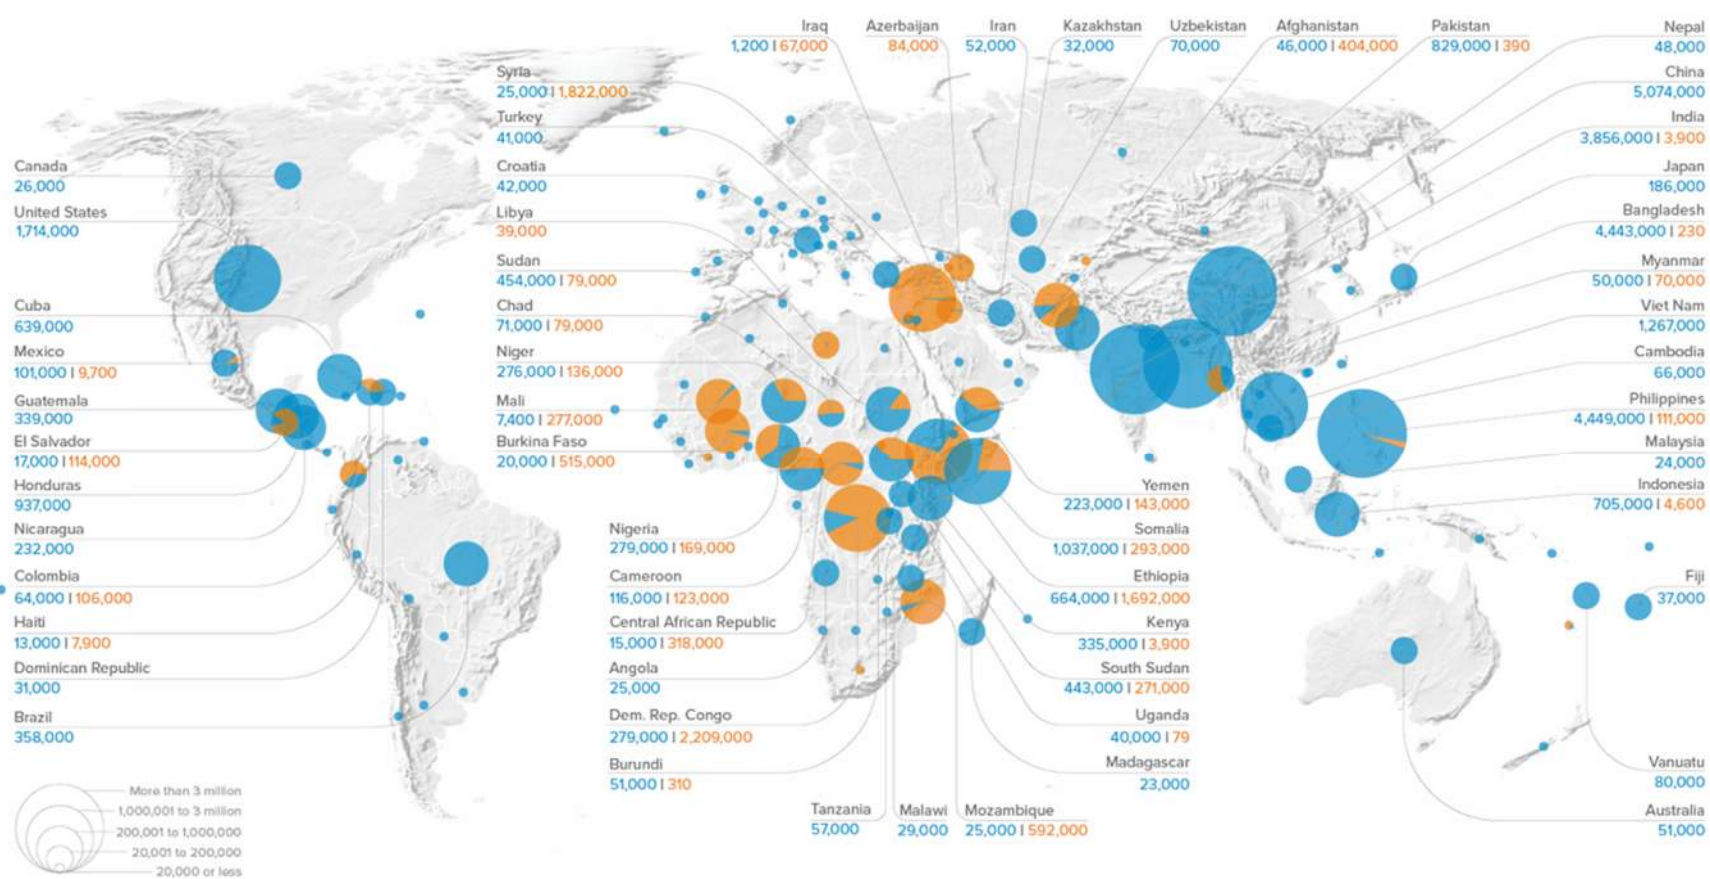 Iraq
1,200 | 67,000
Azerbaijan
84,000
Iran
52,000
Kazakhstan
32,000
Uzbekistan
70,000
Afghanistan
46,000 | 404,000
Pakistan
829,000 | 390
Nepal
48,000
China
5,074,000
India
3,856,000 | 3,900
Japan
186,000
Bangladesh
4,443,000 | 230
Myanmar
50,000 | 70,000
Viet Nam
1,267,000
Cambodia
66,000
Philippines
4,449,000 | 111,000
Malaysia
24,000
Indonesia
705,000 | 4,600
Fiji
37,000
Vanuatu
80,000
Australia
51,000
Syria
25,000 | 1,822,000
Turkey
41,000
Croatia
42,000
Libya
39,000
Sudan
454,000 | 79,000
Chad
71,000 | 79,000
Niger
276,000 | 136,000
Mali
7,400 | 277,000
Burkina Faso
20,000 | 515,000
Canada
26,000
United States
1,714,000
Cuba
639,000
Mexico
101,000 | 9,700
Guatemala
339,000
El Salvador
17,000 | 114,000
Honduras
937,000
Nicaragua
232,000
Colombia
64,000 | 106,000
Haiti
13,000 | 7,900
Dominican Republic
31,000
Brazil
358,000
Nigeria
279,000 | 169,000
Cameroon
116,000 | 123,000
Central African Republic
15,000 | 318,000
Angola
25,000
Dem. Rep. Congo
279,000 | 2,209,000
Burundi
51,000 | 310
Tanzania
57,000
Malawi
29,000
Mozambique
25,000 | 592,000
Yemen
223,000 | 143,000
Somalia
1,037,000 | 293,000
Ethiopia
664,000 | 1,692,000
Kenya
335,000 | 3,900
South Sudan
443,000 | 271,000
Uganda
40,000 | 79
Madagascar
23,000
More than 3 million
1,000,001 to 3 million
200,001 to 1,000,000
20,001 to 200,000
20,000 or less